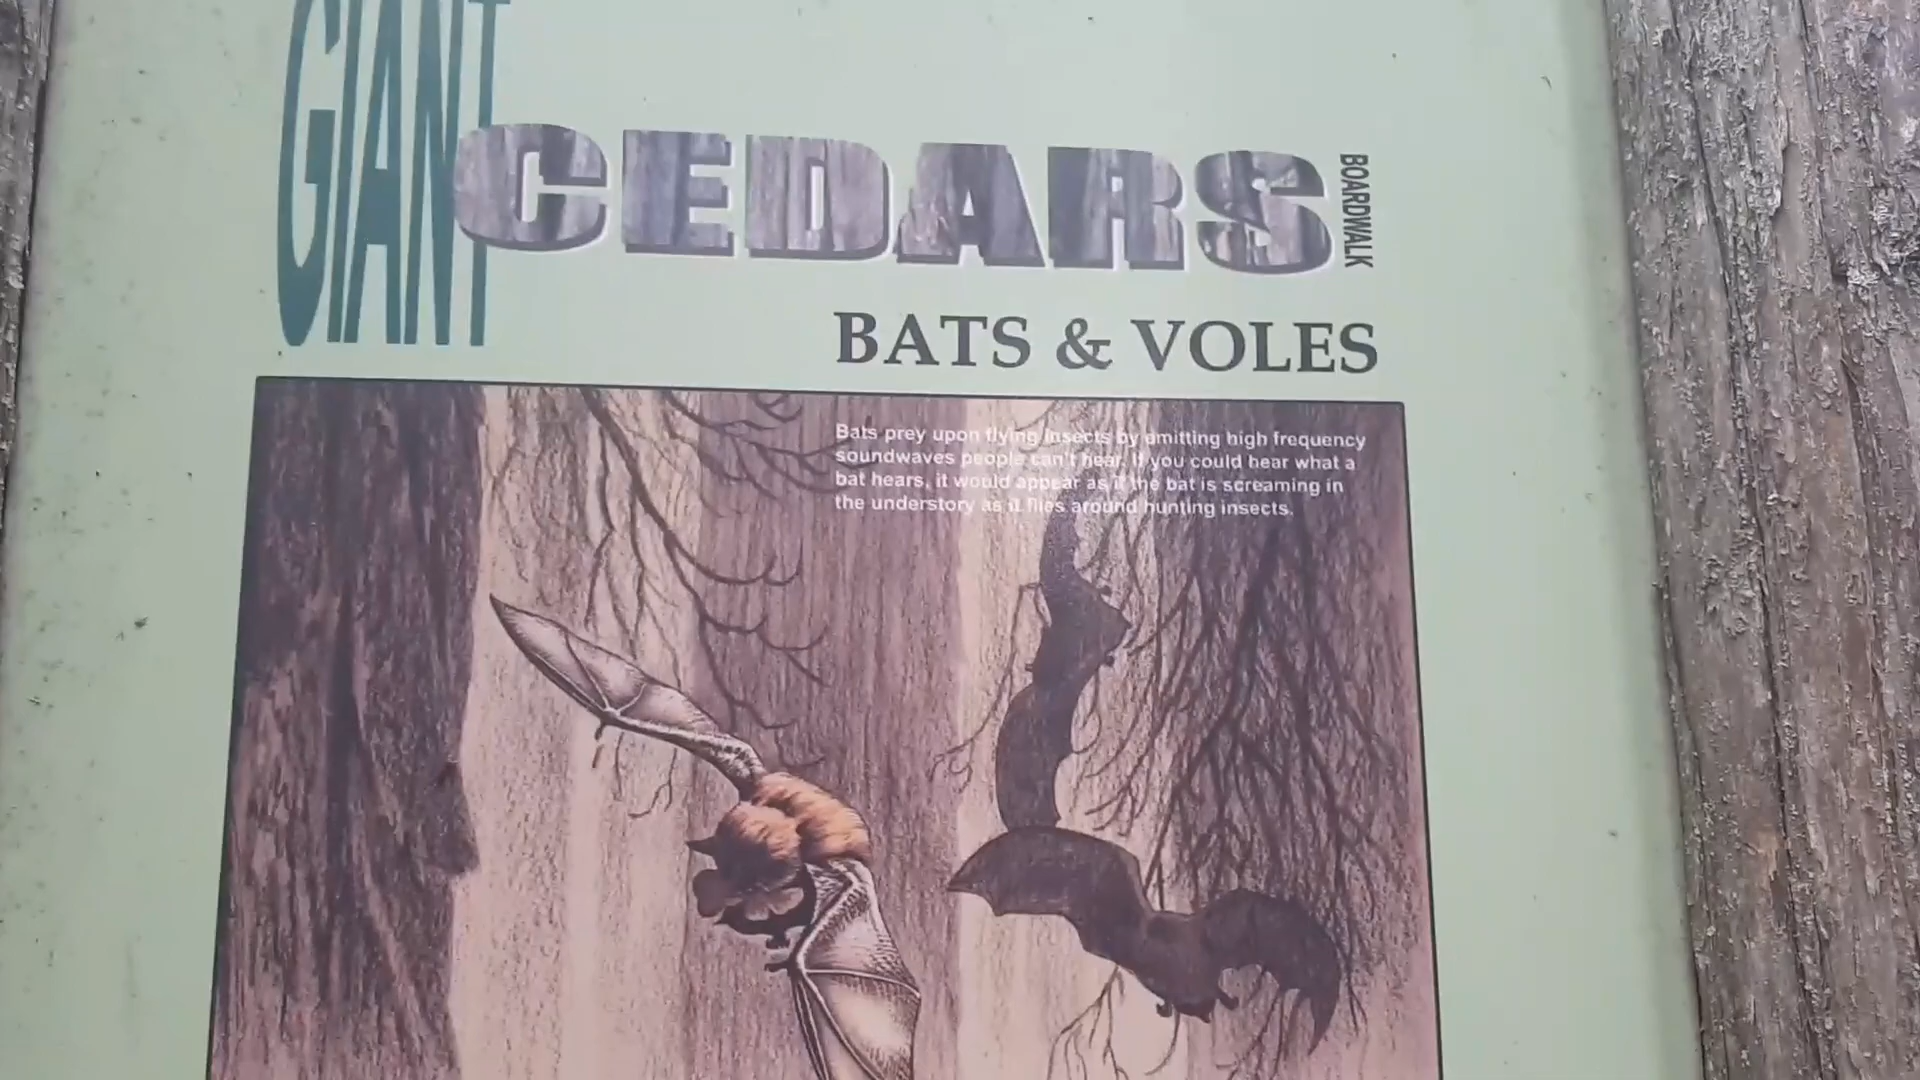 GIANT
CEDARS
BOARDWALK
BATS & VOLES
Bats prey upon flying insects by emitting high frequency
soundwaves people can't hear. If you could hear what a
bat hears, it would appear as if the bat is screaming in
the understory as it flies around hunting insects.